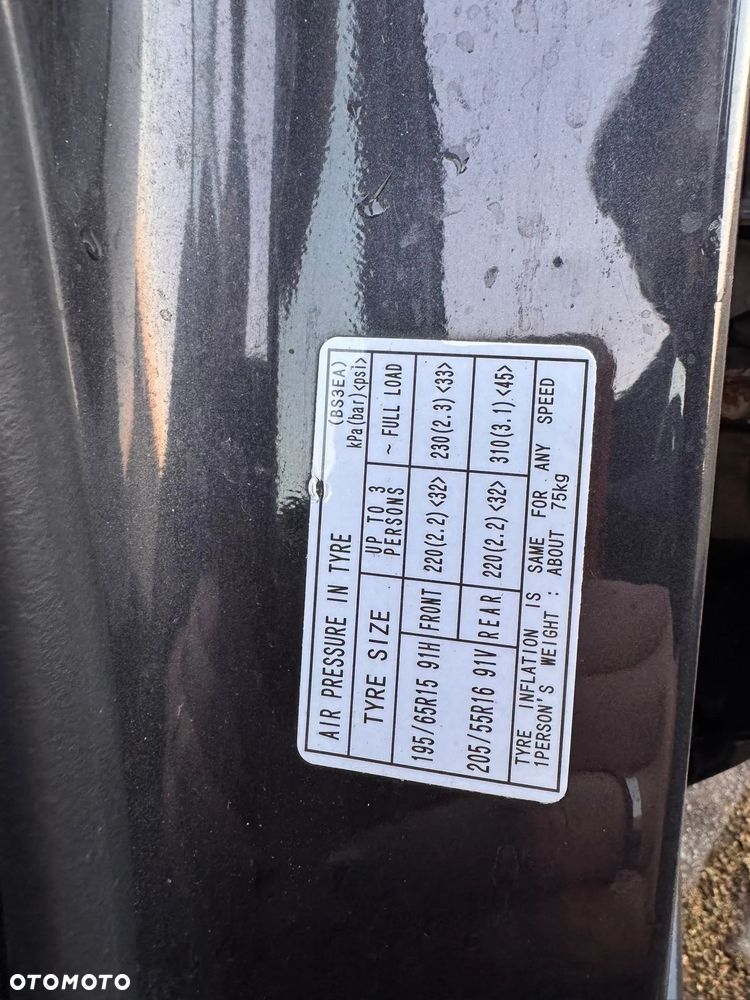 (BS3EA)
AIR PRESSURE IN TYRE kPa(bar)<psi>
TYRE SIZE UP TO 3 PERSONS ~ FULL LOAD
195/65R15 91H FRONT 220(2.2)<32> 230(2.3)<33>
205/55R16 91V REAR 220(2.2)<32> 310(3.1)<45>
TYRE INFLATION IS SAME FOR ANY SPEED
1PERSON'S WEIGHT : ABOUT 75kg
OTOMOTO